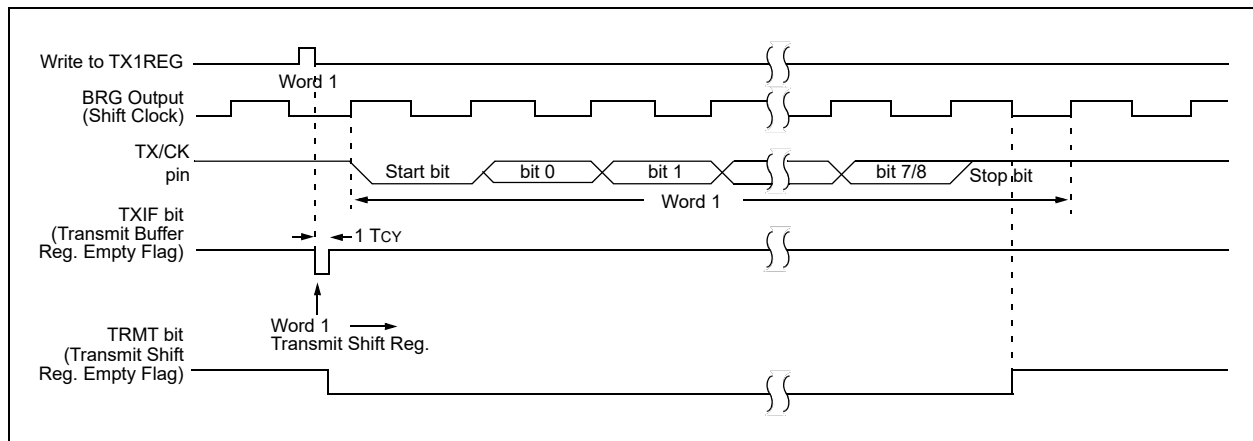 Write to TX1REG
Word 1
BRG Output
(Shift Clock)
TX/CK
pin
Start bit
bit 0
bit 1
bit 7/8
Stop bit
Word 1
TXIF bit
(Transmit Buffer
Reg. Empty Flag)
1 TCY
Word 1
Transmit Shift Reg.
TRMT bit
(Transmit Shift
Reg. Empty Flag)